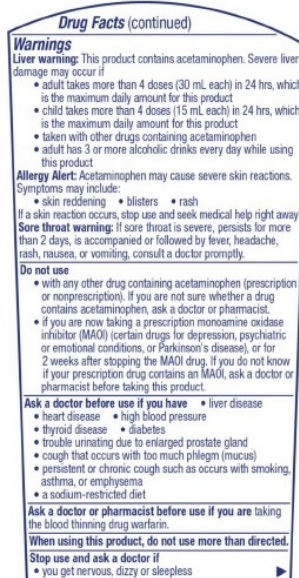 Drug Facts (continued)
Warnings
Liver warning: This product contains acetaminophen. Severe liver
damage may occur if
• adult takes more than 4 doses (30 mL each) in 24 hrs, which
is the maximum daily amount for this product
• child takes more than 4 doses (15 mL each) in 24 hrs, which
is the maximum daily amount for this product
• taken with other drugs containing acetaminophen
• adult has 3 or more alcoholic drinks every day while using
this product
Allergy Alert: Acetaminophen may cause severe skin reactions.
Symptoms may include:
• skin reddening • blisters • rash
If a skin reaction occurs, stop use and seek medical help right away
Sore throat warning: If sore throat is severe, persists for more
than 2 days, is accompanied or followed by fever, headache,
rash, nausea, or vomiting, consult a doctor promptly.
Do not use
• with any other drug containing acetaminophen (prescription
or nonprescription). If you are not sure whether a drug
contains acetaminophen, ask a doctor or pharmacist.
• if you are now taking a prescription monoamine oxidase
inhibitor (MAOI) (certain drugs for depression, psychiatric
or emotional conditions, or Parkinson's disease), or for
2 weeks after stopping the MAOI drug. If you do not know
if your prescription drug contains an MAOI, ask a doctor or
pharmacist before taking this product.
Ask a doctor before use if you have • liver disease
• heart disease • high blood pressure
• thyroid disease • diabetes
• trouble urinating due to enlarged prostate gland
• cough that occurs with too much phlegm (mucus)
• persistent or chronic cough such as occurs with smoking,
asthma, or emphysema
• a sodium-restricted diet
Ask a doctor or pharmacist before use if you are taking
the blood thinning drug warfarin.
When using this product, do not use more than directed.
Stop use and ask a doctor if
• you get nervous, dizzy or sleepless